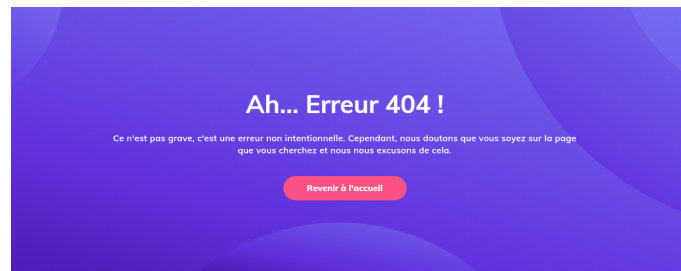 Ah... Erreur 404 !
Ce n'est pas grave, c'est une erreur non intentionnelle. Cependant, nous doutons que vous soyez sur la page
que vous cherchez et nous nous excusons de cela.
Revenir à l'accueil